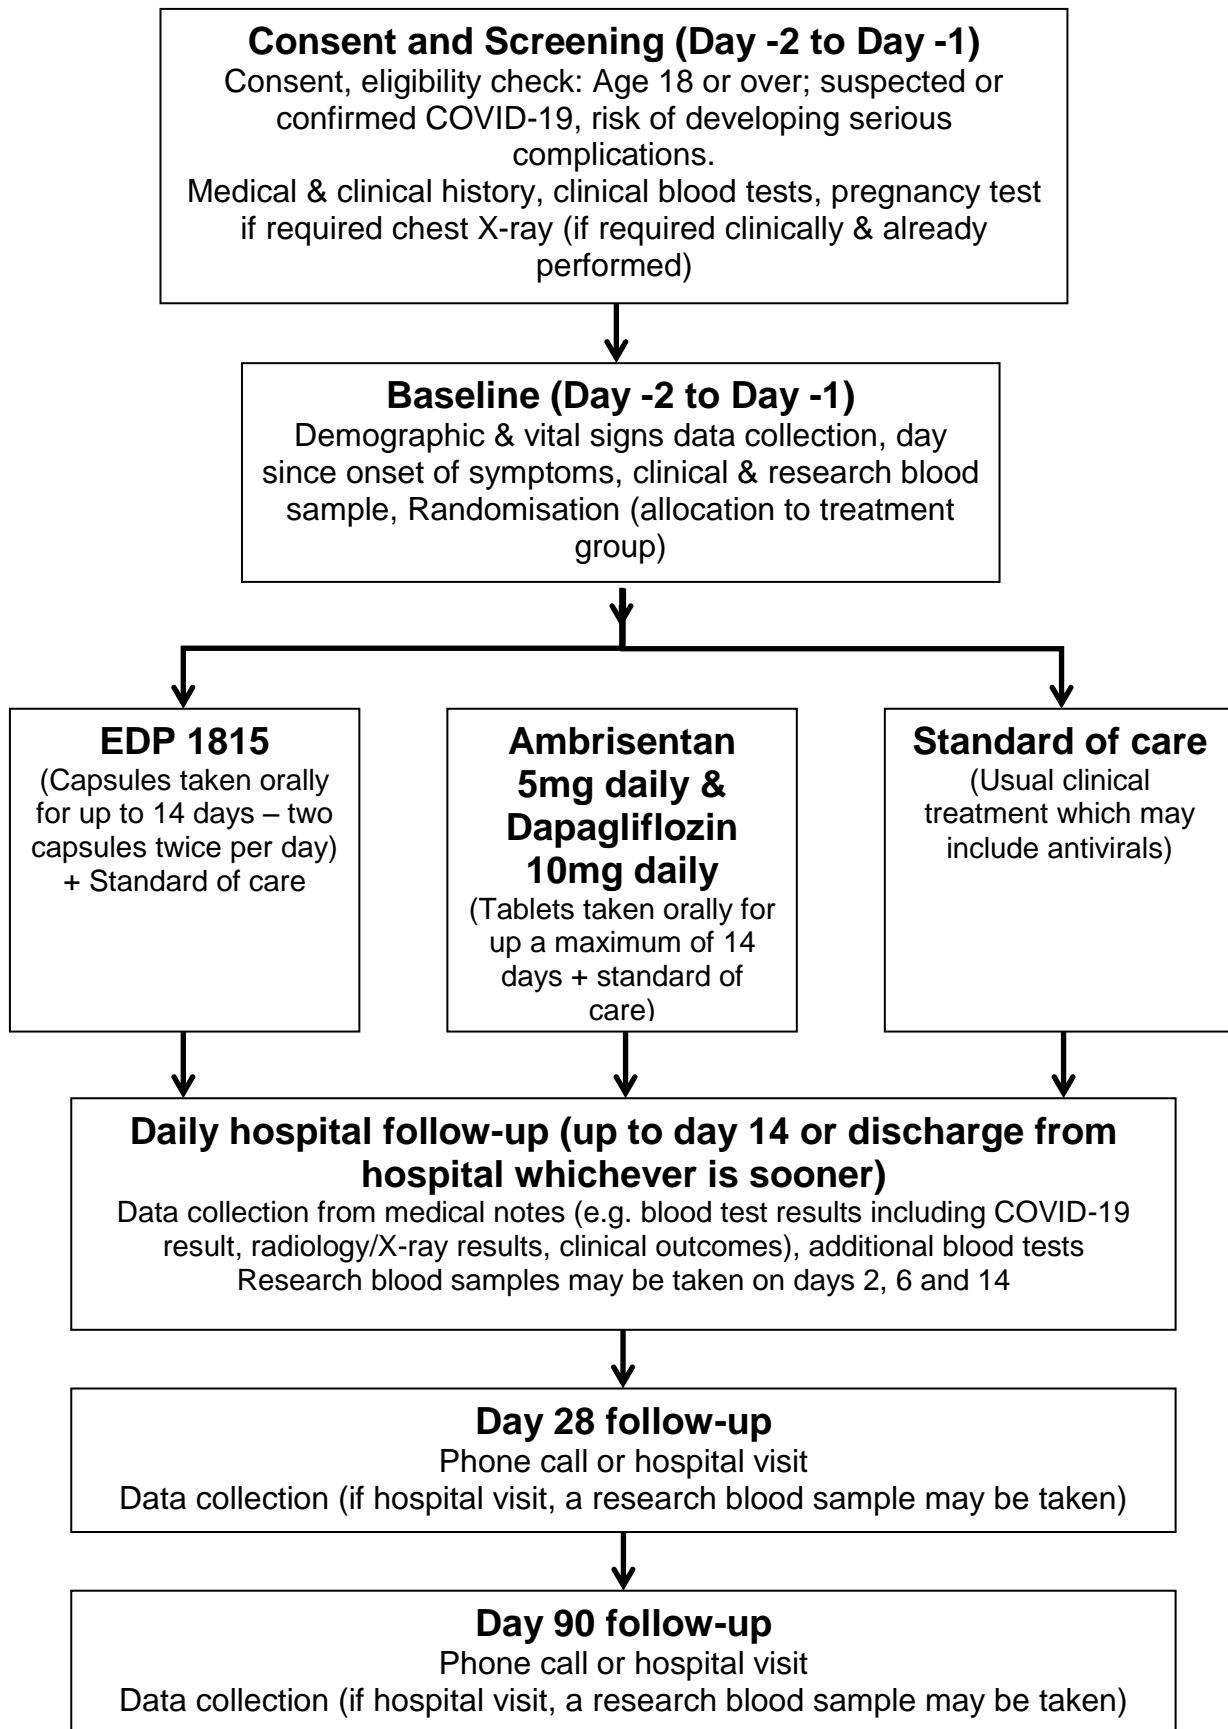 Consent and Screening (Day -2 to Day -1)
Consent, eligibility check: Age 18 or over; suspected or
confirmed COVID-19, risk of developing serious
complications.
Medical & clinical history, clinical blood tests, pregnancy test
if required chest X-ray (if required clinically & already
performed)
Baseline (Day -2 to Day -1)
Demographic & vital signs data collection, day
since onset of symptoms, clinical & research blood
sample, Randomisation (allocation to treatment
group)
EDP 1815
(Capsules taken orally
for up to 14 days – two
capsules twice per day)
+ Standard of care
Ambrisentan
5mg daily &
Dapagliflozin
10mg daily
(Tablets taken orally for
up a maximum of 14
days + standard of
care)
Standard of care
(Usual clinical
treatment which may
include antivirals)
Daily hospital follow-up (up to day 14 or discharge from
hospital whichever is sooner)
Data collection from medical notes (e.g. blood test results including COVID-19
result, radiology/X-ray results, clinical outcomes), additional blood tests
Research blood samples may be taken on days 2, 6 and 14
Day 28 follow-up
Phone call or hospital visit
Data collection (if hospital visit, a research blood sample may be taken)
Day 90 follow-up
Phone call or hospital visit
Data collection (if hospital visit, a research blood sample may be taken)